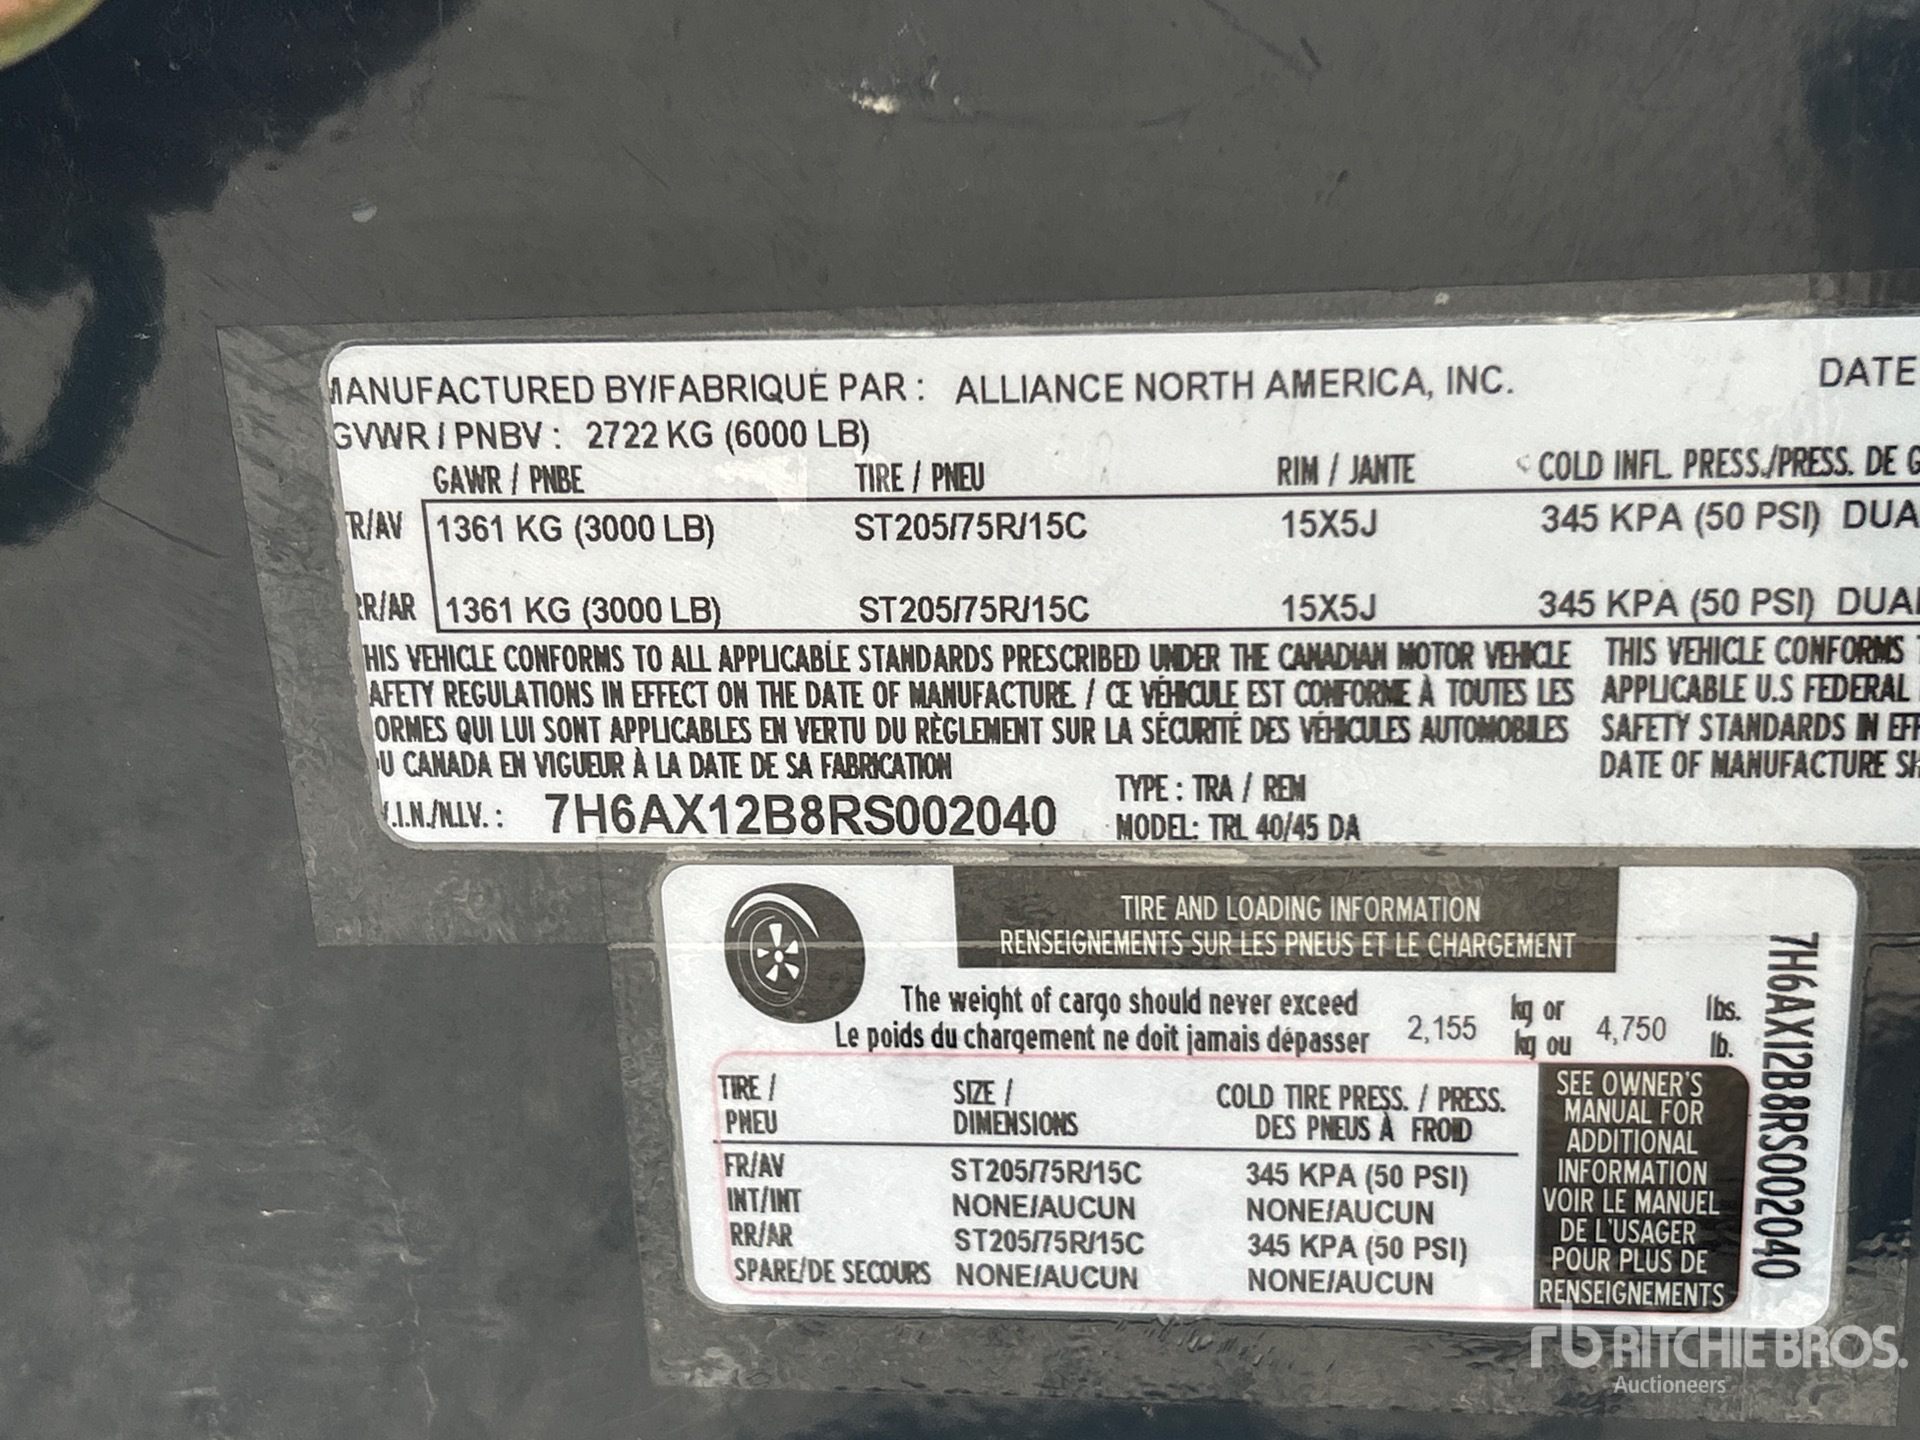 MANUFACTURED BY/FABRIQUÉ PAR : ALLIANCE NORTH AMERICA, INC. DATE
GVWR / PNBV : 2722 KG (6000 LB)
GAWR / PNBE TIRE / PNEU RIM / JANTE COLD INFL. PRESS./PRESS. DE G
FR/AV 1361 KG (3000 LB) ST205/75R/15C 15X5J 345 KPA (50 PSI) DUA
RR/AR 1361 KG (3000 LB) ST205/75R/15C 15X5J 345 KPA (50 PSI) DUAL
HIS VEHICLE CONFORMS TO ALL APPLICABLE STANDARDS PRESCRIBED UNDER THE CANADIAN MOTOR VEHICLE
AFETY REGULATIONS IN EFFECT ON THE DATE OF MANUFACTURE. / CE VÉHICULE EST CONFORME À TOUTES LES
ORMES QUI LUI SONT APPLICABLES EN VERTU DU RÈGLEMENT SUR LA SÉCURITÉ DES VÉHICULES AUTOMOBILES
U CANADA EN VIGUEUR À LA DATE DE SA FABRICATION
THIS VEHICLE CONFORMS T
APPLICABLE U.S FEDERAL
SAFETY STANDARDS IN EFF
DATE OF MANUFACTURE SH
V.I.N./N.I.V. : 7H6AX12B8RS002040
TYPE : TRA / REM
MODEL: TRL 40/45 DA
TIRE AND LOADING INFORMATION
RENSEIGNEMENTS SUR LES PNEUS ET LE CHARGEMENT
The weight of cargo should never exceed
Le poids du chargement ne doit jamais dépasser
2,155 kg or 4,750 lbs.
kg ou lb.
TIRE / SIZE / COLD TIRE PRESS. / PRESS.
PNEU DIMENSIONS DES PNEUS À FROID
FR/AV ST205/75R/15C 345 KPA (50 PSI)
INT/INT NONE/AUCUN NONE/AUCUN
RR/AR ST205/75R/15C 345 KPA (50 PSI)
SPARE/DE SECOURS NONE/AUCUN NONE/AUCUN
SEE OWNER'S
MANUAL FOR
ADDITIONAL
INFORMATION
VOIR LE MANUEL
DE L'USAGER
POUR PLUS DE
RENSEIGNEMENTS
7H6AX12B8RS002040
rb RITCHIE BROS.
Auctioneers